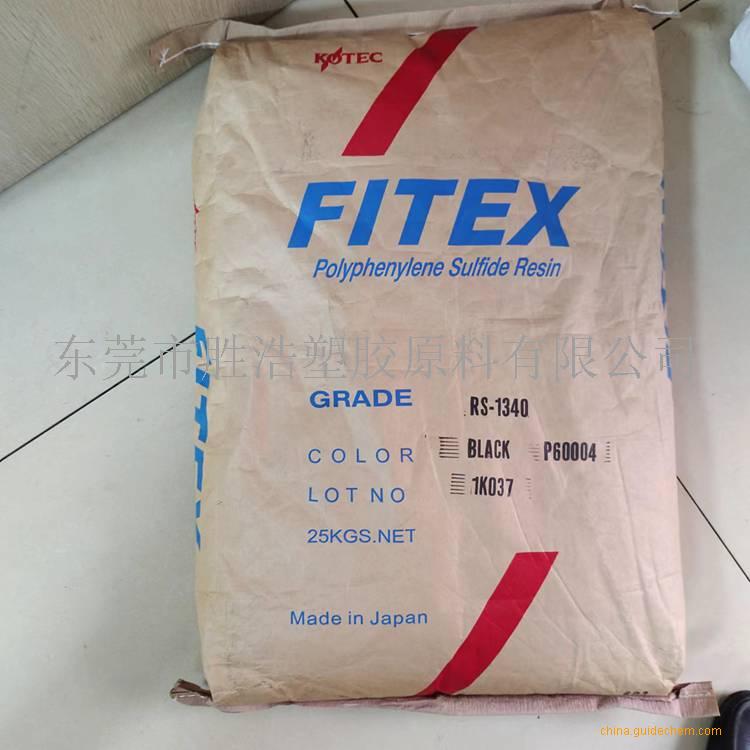 KOTEC
FITEX
Polyphenylene Sulfide Resin
东莞市胜浩塑胶原料有限公司
FITEX
GRADE RS-1340
COLOR BLACK P60004
LOT NO 1K037
25KGS.NET
Made in Japan
china.guidechem.com